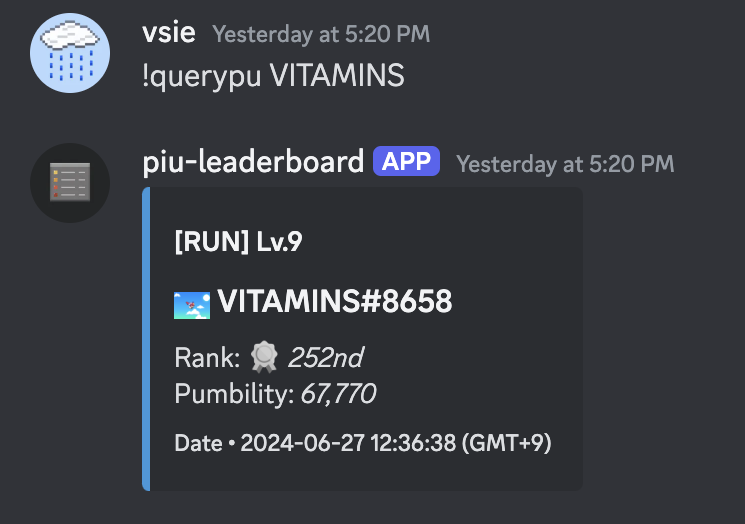 vsie Yesterday at 5:20 PM
!querypu VITAMINS
piu-leaderboard APP Yesterday at 5:20 PM
[RUN] Lv.9
VITAMINS#8658
Rank: 252nd
Pumbility: 67,770
Date • 2024-06-27 12:36:38 (GMT+9)